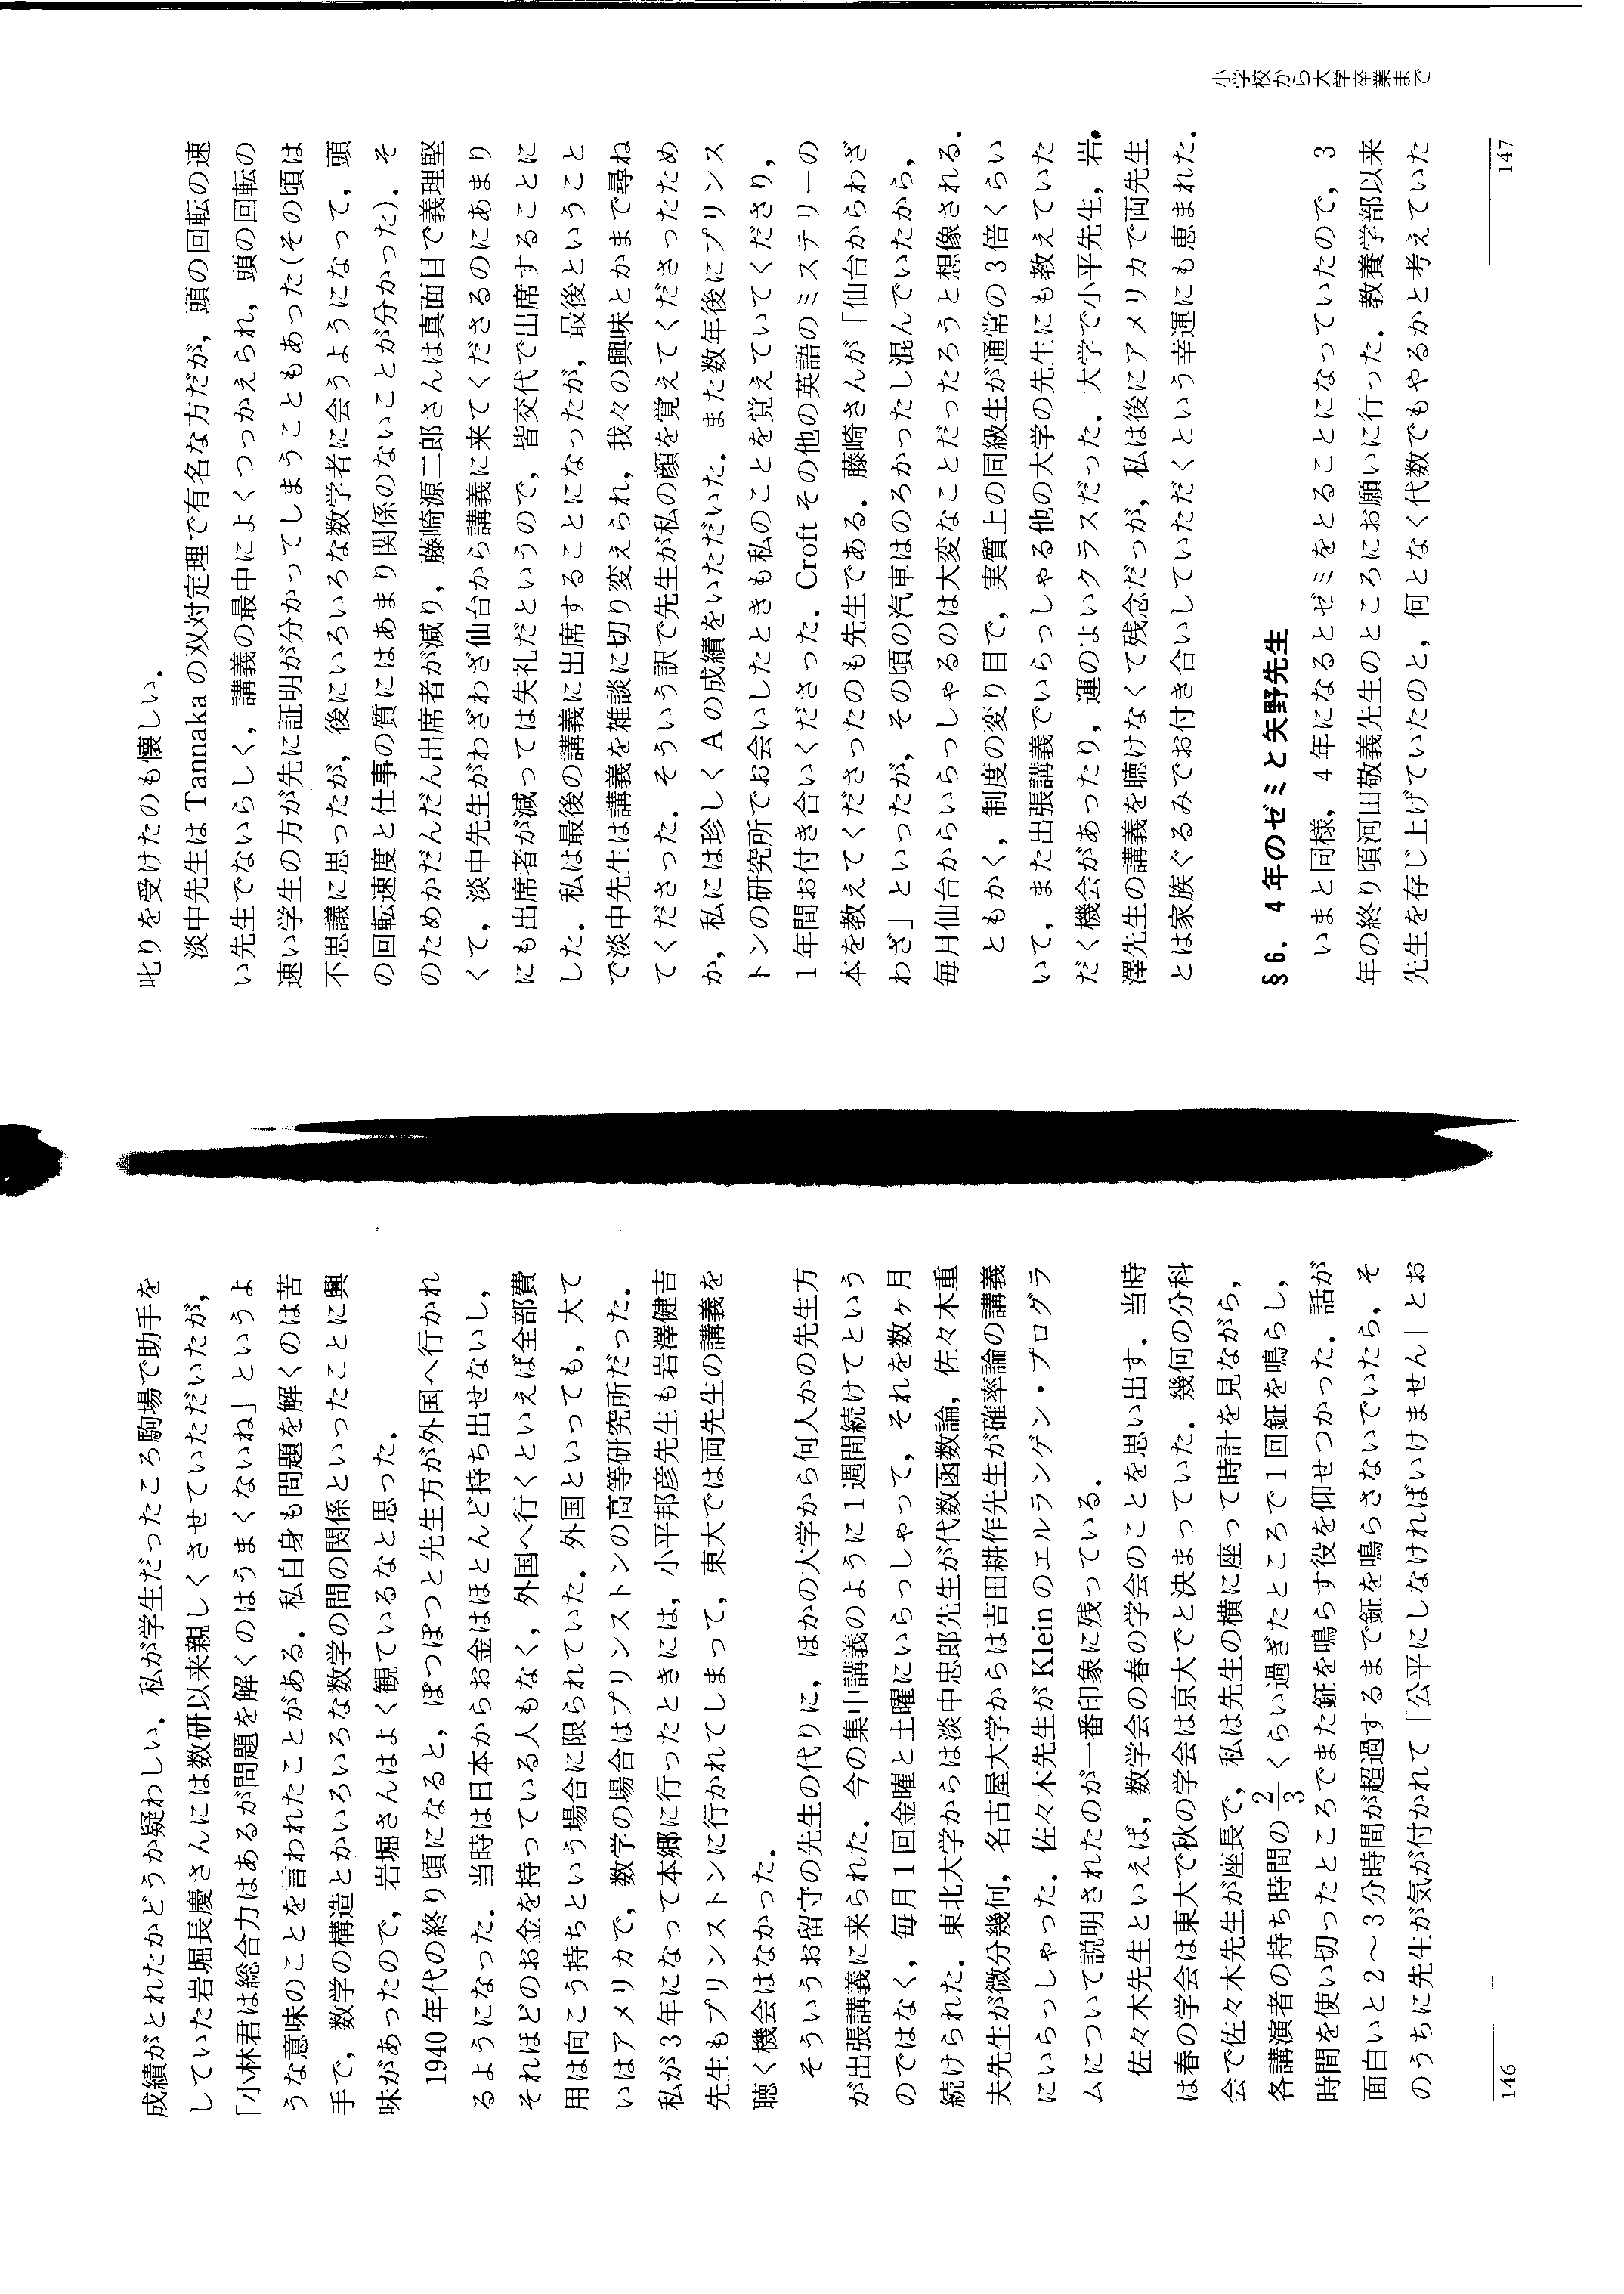 成績がとれたかどうか疑わしい．私が学生だったころ駒場で助手を
していた岩堀長慶さんには数研以来親しくさせていただいたが，
「小林君は総合力はあるが問題を解くのはうまくないね」というよ
うな意味のことを言われたことがある．私自身も問題を解くのは苦
手で，数学の構造とかいろいろな数学の間の関係といったことに興
味があったので，岩堀さんはよく観ているなと思った．
1940年代の終り頃になると，ぽつぽつと先生方が外国へ行かれ
るようになった．当時は日本からお金はほとんど持ち出せないし，
それほどのお金を持っている人もなく，外国へ行くといえば全部費
用は向こう持ちという場合に限られていた．外国といっても，大て
いはアメリカで，数学の場合はプリンストンの高等研究所だった．
私が3年になって本郷に行ったときには，小平邦彦先生も岩澤健吉
先生もプリンストンに行かれてしまって，東大では両先生の講義を
聴く機会はなかった．
そういうお留守の先生の代りに，ほかの大学から何人かの先生方
が出張講義に来られた．今の集中講義のように1週間続けてという
のではなく，毎月1回金曜と土曜にいらっしゃって，それを数ヶ月
続けられた．東北大学からは淡中忠郎先生が代数函数論，佐々木重
夫先生が微分幾何，名古屋大学からは吉田耕作先生が確率論の講義
にいらっしゃった．佐々木先生がKleinのエルランゲン・プログラ
ムについて説明されたのが一番印象に残っている．
佐々木先生といえば，数学会の春の学会のことを思い出す．当時
は春の学会は東大で秋の学会は京大でと決まっていた．幾何の分科
会で佐々木先生が座長で，私は先生の横に座って時計を見ながら，
各講演者の持ち時間の2/3くらい過ぎたところで1回鉦を鳴らし，
時間を使い切ったところでまた鉦を鳴らす役を仰せつかった．話が
面白いと2〜3分時間が超過するまで鉦を鳴らさないでいたら，そ
のうちに先生が気が付かれて「公平にしなければいけません」とお
146
叱りを受けたのも懐しい．
淡中先生はTannakaの双対定理で有名な方だが，頭の回転の速
い先生でないらしく，講義の最中によくつっかえられ，頭の回転の
速い学生の方が先に証明が分かってしまうこともあった(その頃は
不思議に思ったが，後にいろいろな数学者に会うようになって，頭
の回転速度と仕事の質にはあまり関係のないことが分かった)．そ
のためかだんだん出席者が減り，藤崎源二郎さんは真面目で義理堅
くて，淡中先生がわざわざ仙台から講義に来てくださるのにあまり
にも出席者が減っては失礼だというので，皆交代で出席することに
した．私は最後の講義に出席することになったが，最後ということ
で淡中先生は講義を雑談に切り変えられ，我々の興味とかまで尋ね
てくださった．そういう訳で先生が私の顔を覚えてくださったため
か，私には珍しくAの成績をいただいた．また数年後にプリンス
トンの研究所でお会いしたときも私のことを覚えていてくださり，
1年間お付き合いくださった．Croftその他の英語のミステリーの
本を教えてくださったのも先生である．藤崎さんが「仙台からわざ
わざ」といったが，その頃の汽車はのろかったし混んでいたから，
毎月仙台からいらっしゃるのは大変なことだったろうと想像される．
ともかく，制度の変り目で，実質上の同級生が通常の3倍くらい
いて，また出張講義でいらっしゃる他の大学の先生にも教えていた
だく機会があったり，運のよいクラスだった．大学で小平先生，岩
澤先生の講義を聴けなくて残念だっが，私は後にアメリカで両先生
とは家族ぐるみでお付き合いしていただくという幸運にも恵まれた．
§6．4年のゼミと矢野先生
いまと同様，4年になるとゼミをとることになっていたので，3
年の終り頃河田敬義先生のところにお願いに行った．教養学部以来
先生を存じ上げていたのと，何となく代数でもやるかと考えていた
小学校から大学卒業まで
147